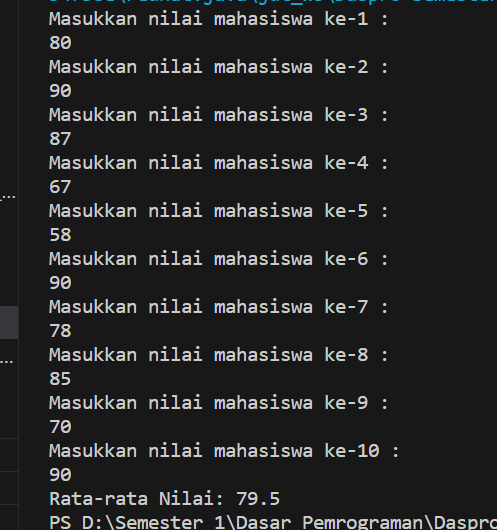 Masukkan nilai mahasiswa ke-1 :
80
Masukkan nilai mahasiswa ke-2 :
90
Masukkan nilai mahasiswa ke-3 :
87
Masukkan nilai mahasiswa ke-4 :
67
Masukkan nilai mahasiswa ke-5 :
58
Masukkan nilai mahasiswa ke-6 :
90
Masukkan nilai mahasiswa ke-7 :
78
Masukkan nilai mahasiswa ke-8 :
85
Masukkan nilai mahasiswa ke-9 :
70
Masukkan nilai mahasiswa ke-10 :
90
Rata-rata Nilai: 79.5
PS D:\Semester 1\Dasar Pemrograman\Daspro